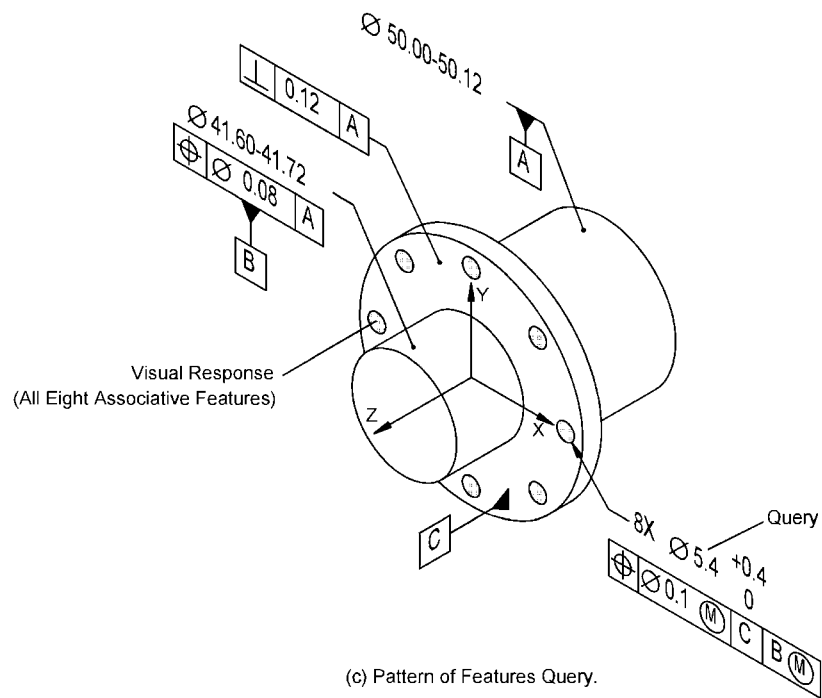 Ø 50.00-50.12
⊥ 0.12 A
A
Ø 41.60-41.72
⌖ Ø 0.08 A
B
Y
X
Z
Visual Response
(All Eight Associative Features)
C
Query
8X Ø 5.4 +0.4
0
⌖ Ø 0.1 Ⓜ C B Ⓜ
(c) Pattern of Features Query.